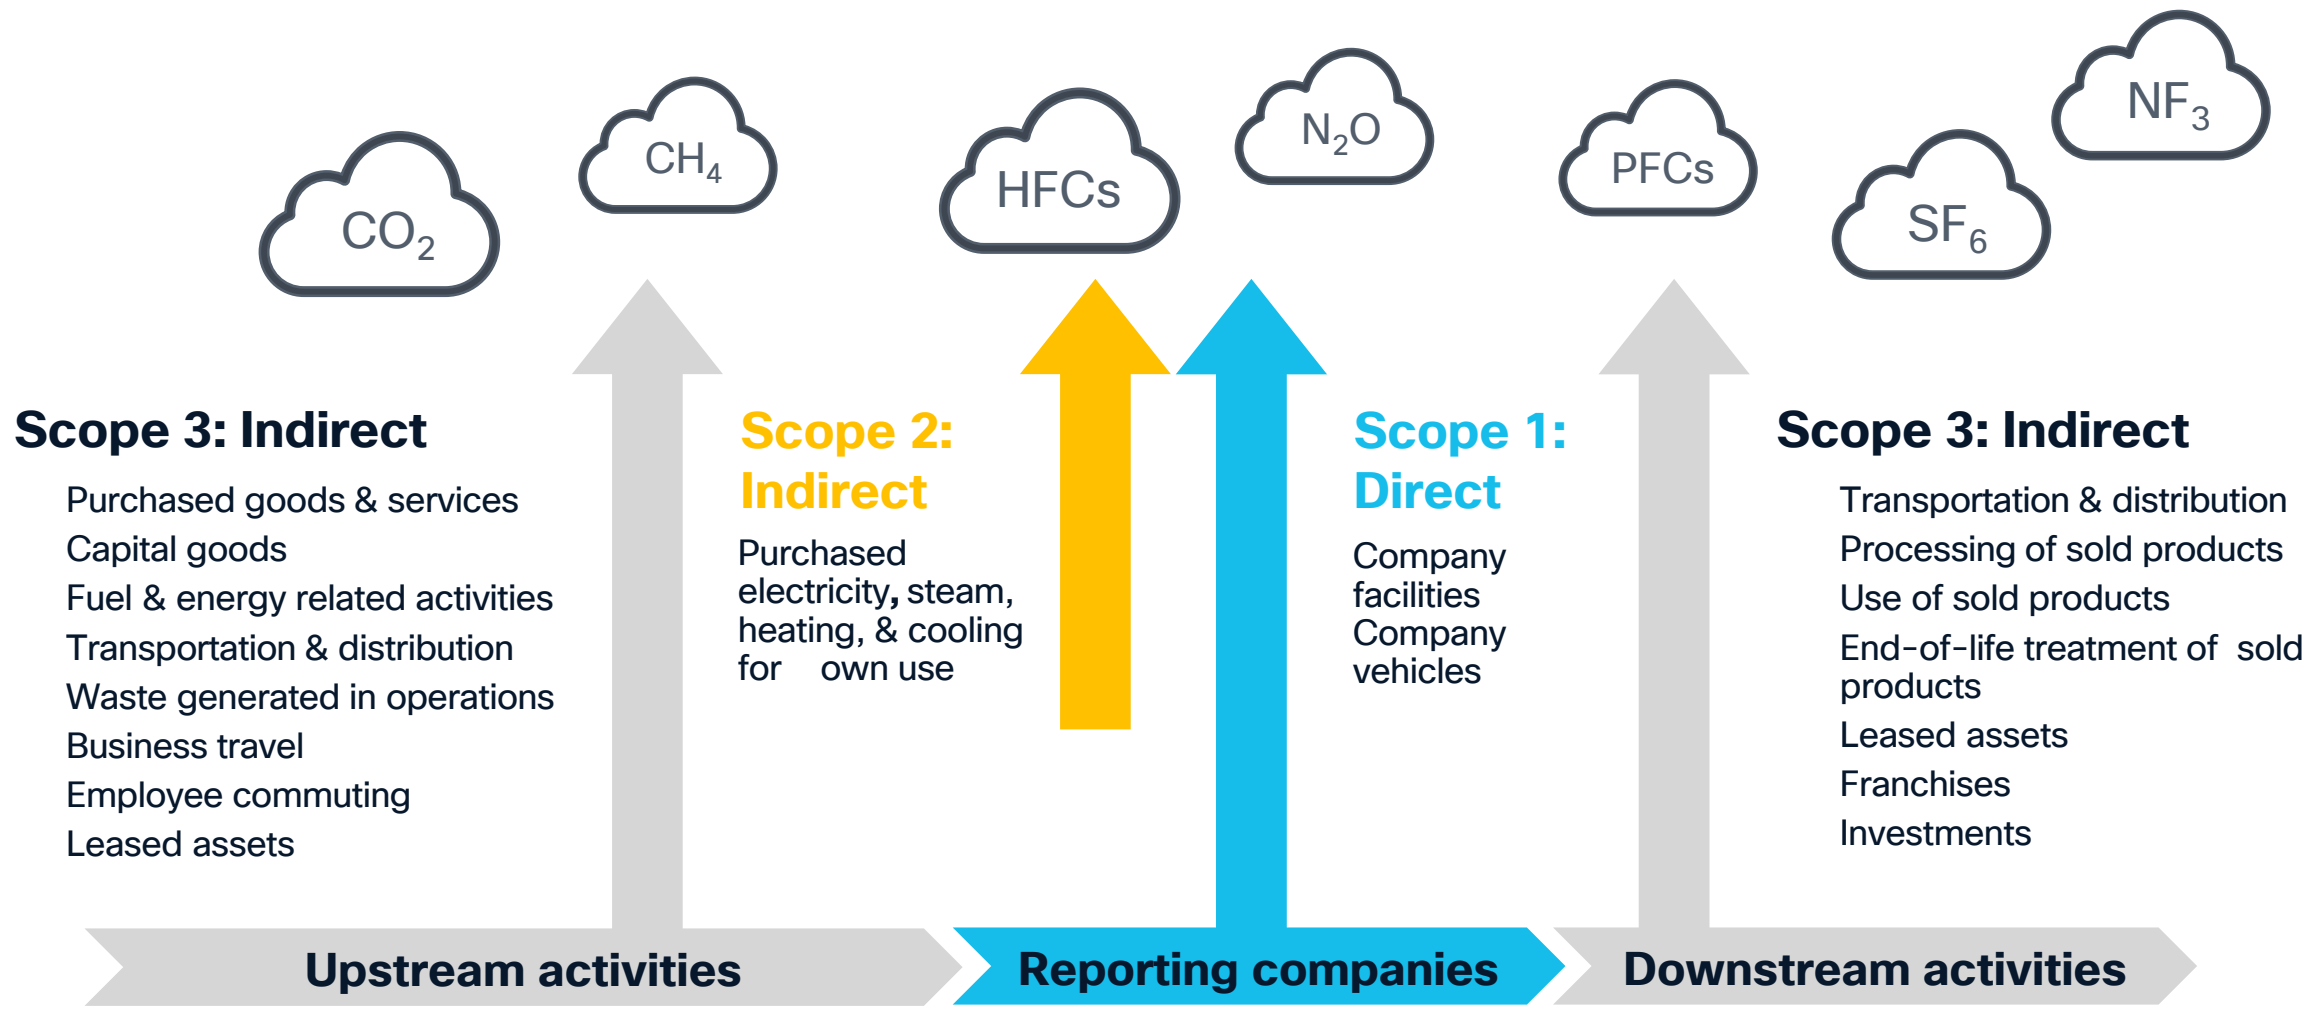 CO₂
CH₄
HFCs
N₂O
PFCs
SF₆
NF₃
Scope 3: Indirect
Purchased goods & services
Capital goods
Fuel & energy related activities
Transportation & distribution
Waste generated in operations
Business travel
Employee commuting
Leased assets
Scope 2:
Indirect
Purchased
electricity, steam,
heating, & cooling
for own use
Scope 1:
Direct
Company
facilities
Company
vehicles
Scope 3: Indirect
Transportation & distribution
Processing of sold products
Use of sold products
End-of-life treatment of sold
products
Leased assets
Franchises
Investments
Upstream activities
Reporting companies
Downstream activities